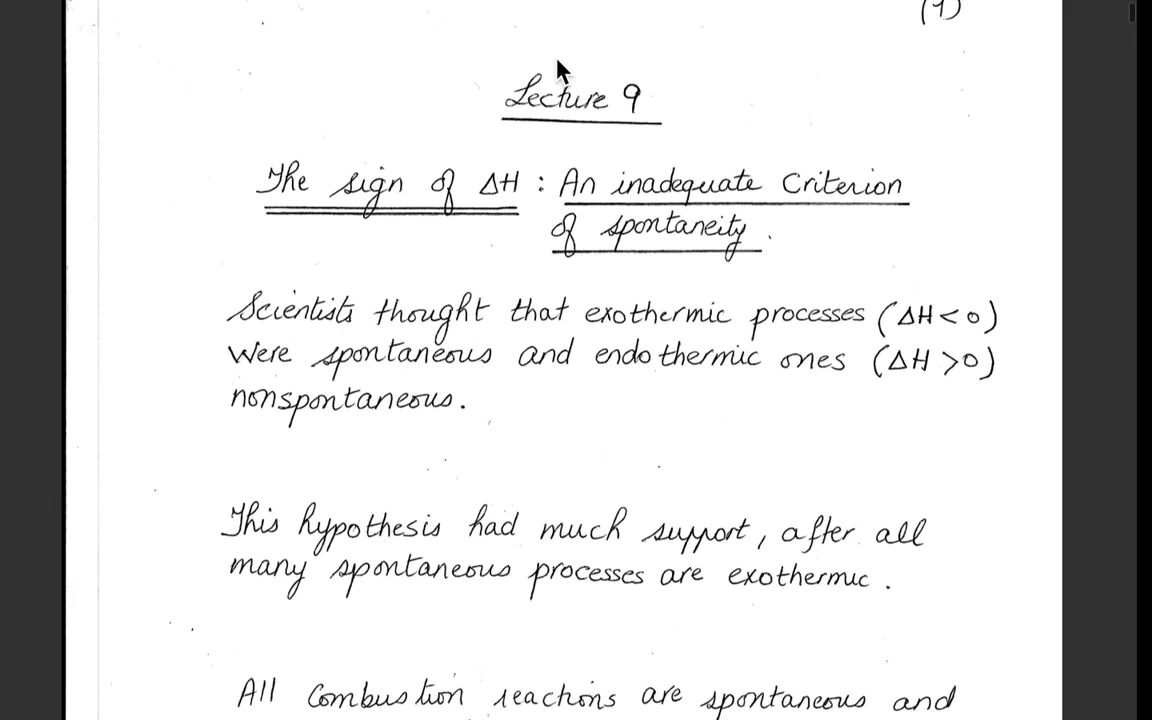 (1)
Lecture 9
The sign of ΔH : An inadequate Criterion
of spontaneity.
Scientists thought that exothermic processes (ΔH<0)
Were spontaneous and endothermic ones (ΔH >0)
nonspontaneous.
This hypothesis had much support, after all
many spontaneous processes are exothermic.
All Combustion reactions are spontaneous and